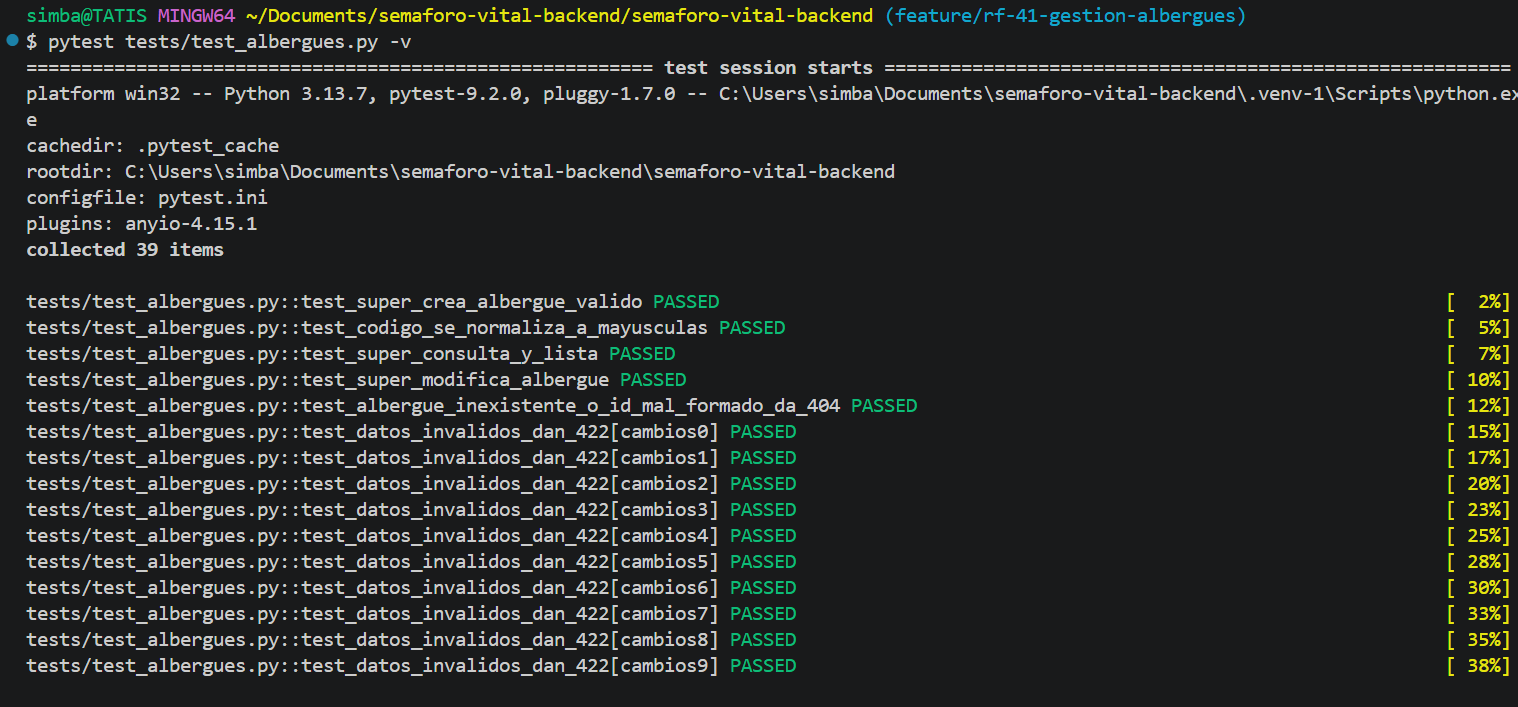 simba@TATIS MINGW64 ~/Documents/semaforo-vital-backend/semaforo-vital-backend (feature/rf-41-gestion-albergues)
$ pytest tests/test_albergues.py -v
========================================================= test session starts =========================================================
platform win32 -- Python 3.13.7, pytest-9.2.0, pluggy-1.7.0 -- C:\Users\simba\Documents\semaforo-vital-backend\.venv-1\Scripts\python.ex
e
cachedir: .pytest_cache
rootdir: C:\Users\simba\Documents\semaforo-vital-backend\semaforo-vital-backend
configfile: pytest.ini
plugins: anyio-4.15.1
collected 39 items
tests/test_albergues.py::test_super_crea_albergue_valido PASSED [  2%]
tests/test_albergues.py::test_codigo_se_normaliza_a_mayusculas PASSED [  5%]
tests/test_albergues.py::test_super_consulta_y_lista PASSED [  7%]
tests/test_albergues.py::test_super_modifica_albergue PASSED [ 10%]
tests/test_albergues.py::test_albergue_inexistente_o_id_mal_formado_da_404 PASSED [ 12%]
tests/test_albergues.py::test_datos_invalidos_dan_422[cambios0] PASSED [ 15%]
tests/test_albergues.py::test_datos_invalidos_dan_422[cambios1] PASSED [ 17%]
tests/test_albergues.py::test_datos_invalidos_dan_422[cambios2] PASSED [ 20%]
tests/test_albergues.py::test_datos_invalidos_dan_422[cambios3] PASSED [ 23%]
tests/test_albergues.py::test_datos_invalidos_dan_422[cambios4] PASSED [ 25%]
tests/test_albergues.py::test_datos_invalidos_dan_422[cambios5] PASSED [ 28%]
tests/test_albergues.py::test_datos_invalidos_dan_422[cambios6] PASSED [ 30%]
tests/test_albergues.py::test_datos_invalidos_dan_422[cambios7] PASSED [ 33%]
tests/test_albergues.py::test_datos_invalidos_dan_422[cambios8] PASSED [ 35%]
tests/test_albergues.py::test_datos_invalidos_dan_422[cambios9] PASSED [ 38%]